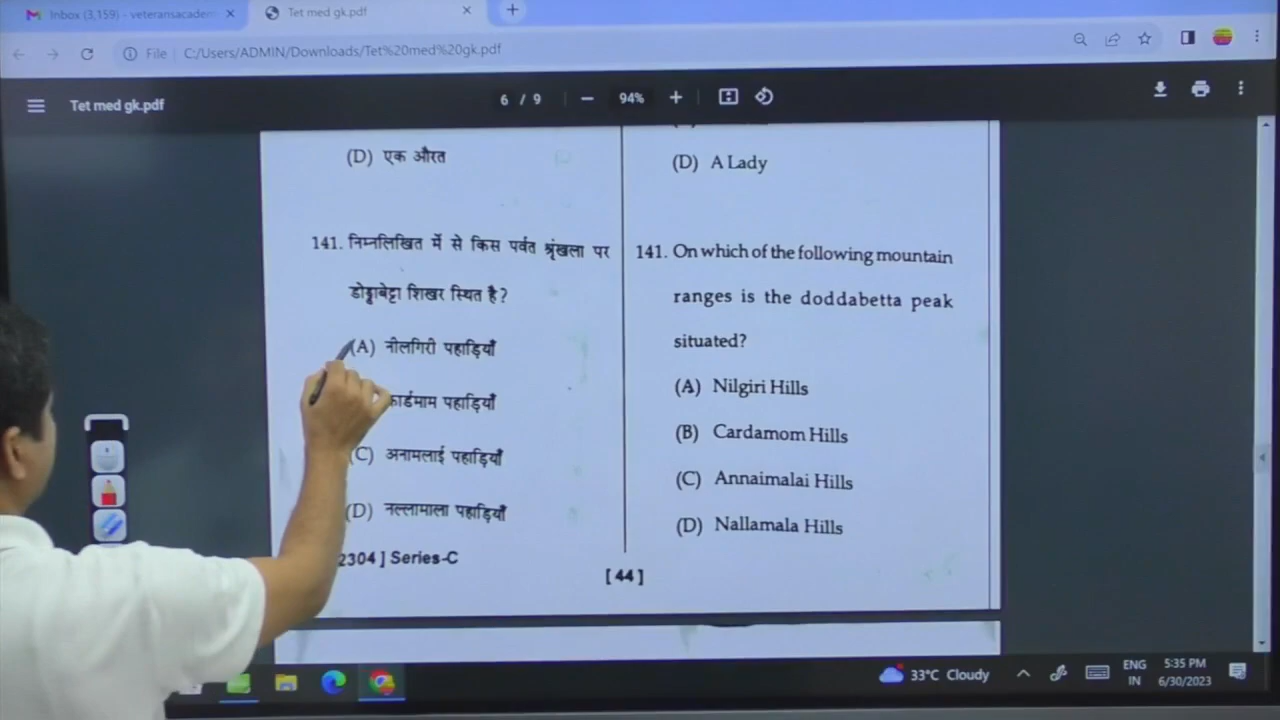 Inbox (3,159) - veteransacadem
Tet med gk.pdf
File C:/Users/ADMIN/Downloads/Tet%20med%20gk.pdf
Tet med gk.pdf
6 / 9
94%
(D) एक औरत
141. निम्नलिखित में से किस पर्वत श्रृंखला पर
डोड्डाबेट्टा शिखर स्थित है?
(A) नीलगिरी पहाड़ियाँ
कार्डमाम पहाड़ियाँ
(C) अनामलाई पहाड़ियाँ
(D) नल्लामाला पहाड़ियाँ
2304 ] Series-C
(D) A Lady
141. On which of the following mountain
ranges is the doddabetta peak
situated?
(A) Nilgiri Hills
(B) Cardamom Hills
(C) Annaimalai Hills
(D) Nallamala Hills
[ 44 ]
33°C Cloudy
ENG
IN
5:35 PM
6/30/2023